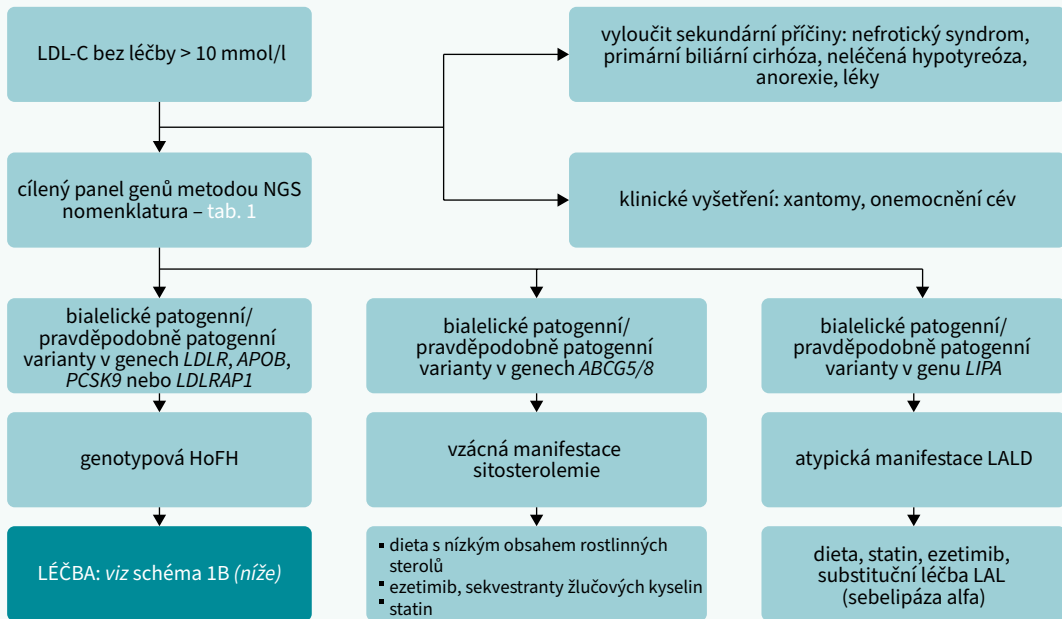 LDL-C bez léčby > 10 mmol/l
vyloučit sekundární příčiny: nefrotický syndrom,
primární biliární cirhóza, neléčená hypotyreóza,
anorexie, léky
cílený panel genů metodou NGS
nomenklatura – tab. 1
klinické vyšetření: xantomy, onemocnění cév
bialelické patogenní/
pravděpodobně patogenní
varianty v genech LDLR, APOB,
PCSK9 nebo LDLRAP1
bialelické patogenní/
pravděpodobně patogenní
varianty v genech ABCG5/8
bialelické patogenní/
pravděpodobně patogenní
varianty v genu LIPA
genotypová HoFH
vzácná manifestace
sitosterolemie
atypická manifestace LALD
LÉČBA: viz schéma 1B (níže)
▪ dieta s nízkým obsahem rostlinných
sterolů
▪ ezetimib, sekvestranty žlučových kyselin
▪ statin
dieta, statin, ezetimib,
substituční léčba LAL
(sebelipáza alfa)